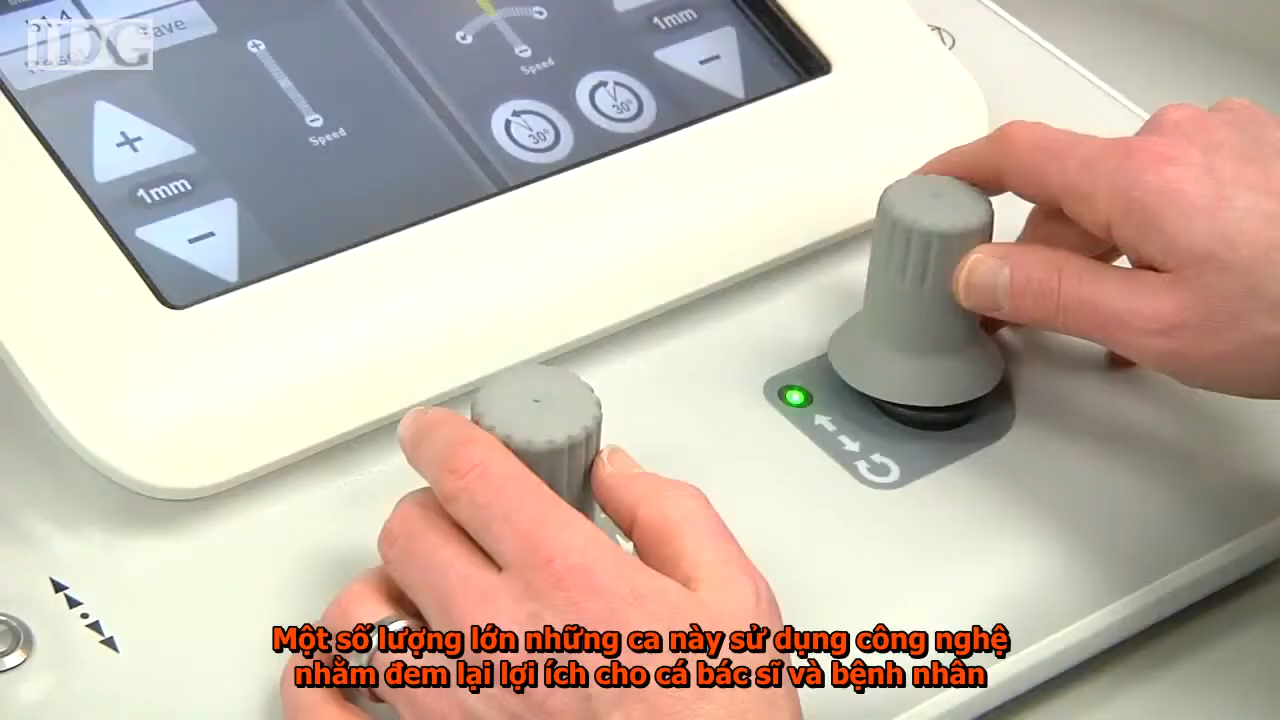 IDG
Save
Speed
1mm
Speed
1mm
30°
30°
Một số lượng lớn những ca này sử dụng công nghệ
nhằm đem lại lợi ích cho cá bác sĩ và bệnh nhân